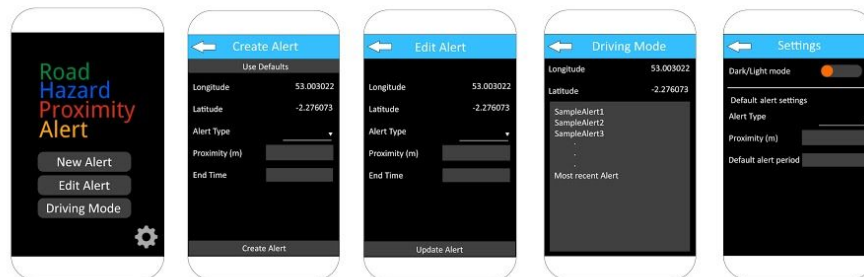 Road
Hazard
Proximity
Alert
New Alert
Edit Alert
Driving Mode
Create Alert
Use Defaults
Longitude 53.003022
Latitude -2.276073
Alert Type
Proximity (m)
End Time
Create Alert
Edit Alert
Longitude 53.003022
Latitude -2.276073
Alert Type
Proximity (m)
End Time
Update Alert
Driving Mode
Longitude 53.003022
Latitude -2.276073
SampleAlert1
SampleAlert2
SampleAlert3
.
.
.
Most recent Alert
Settings
Dark/Light mode
Default alert settings
Alert Type
Proximity (m)
Default alert period